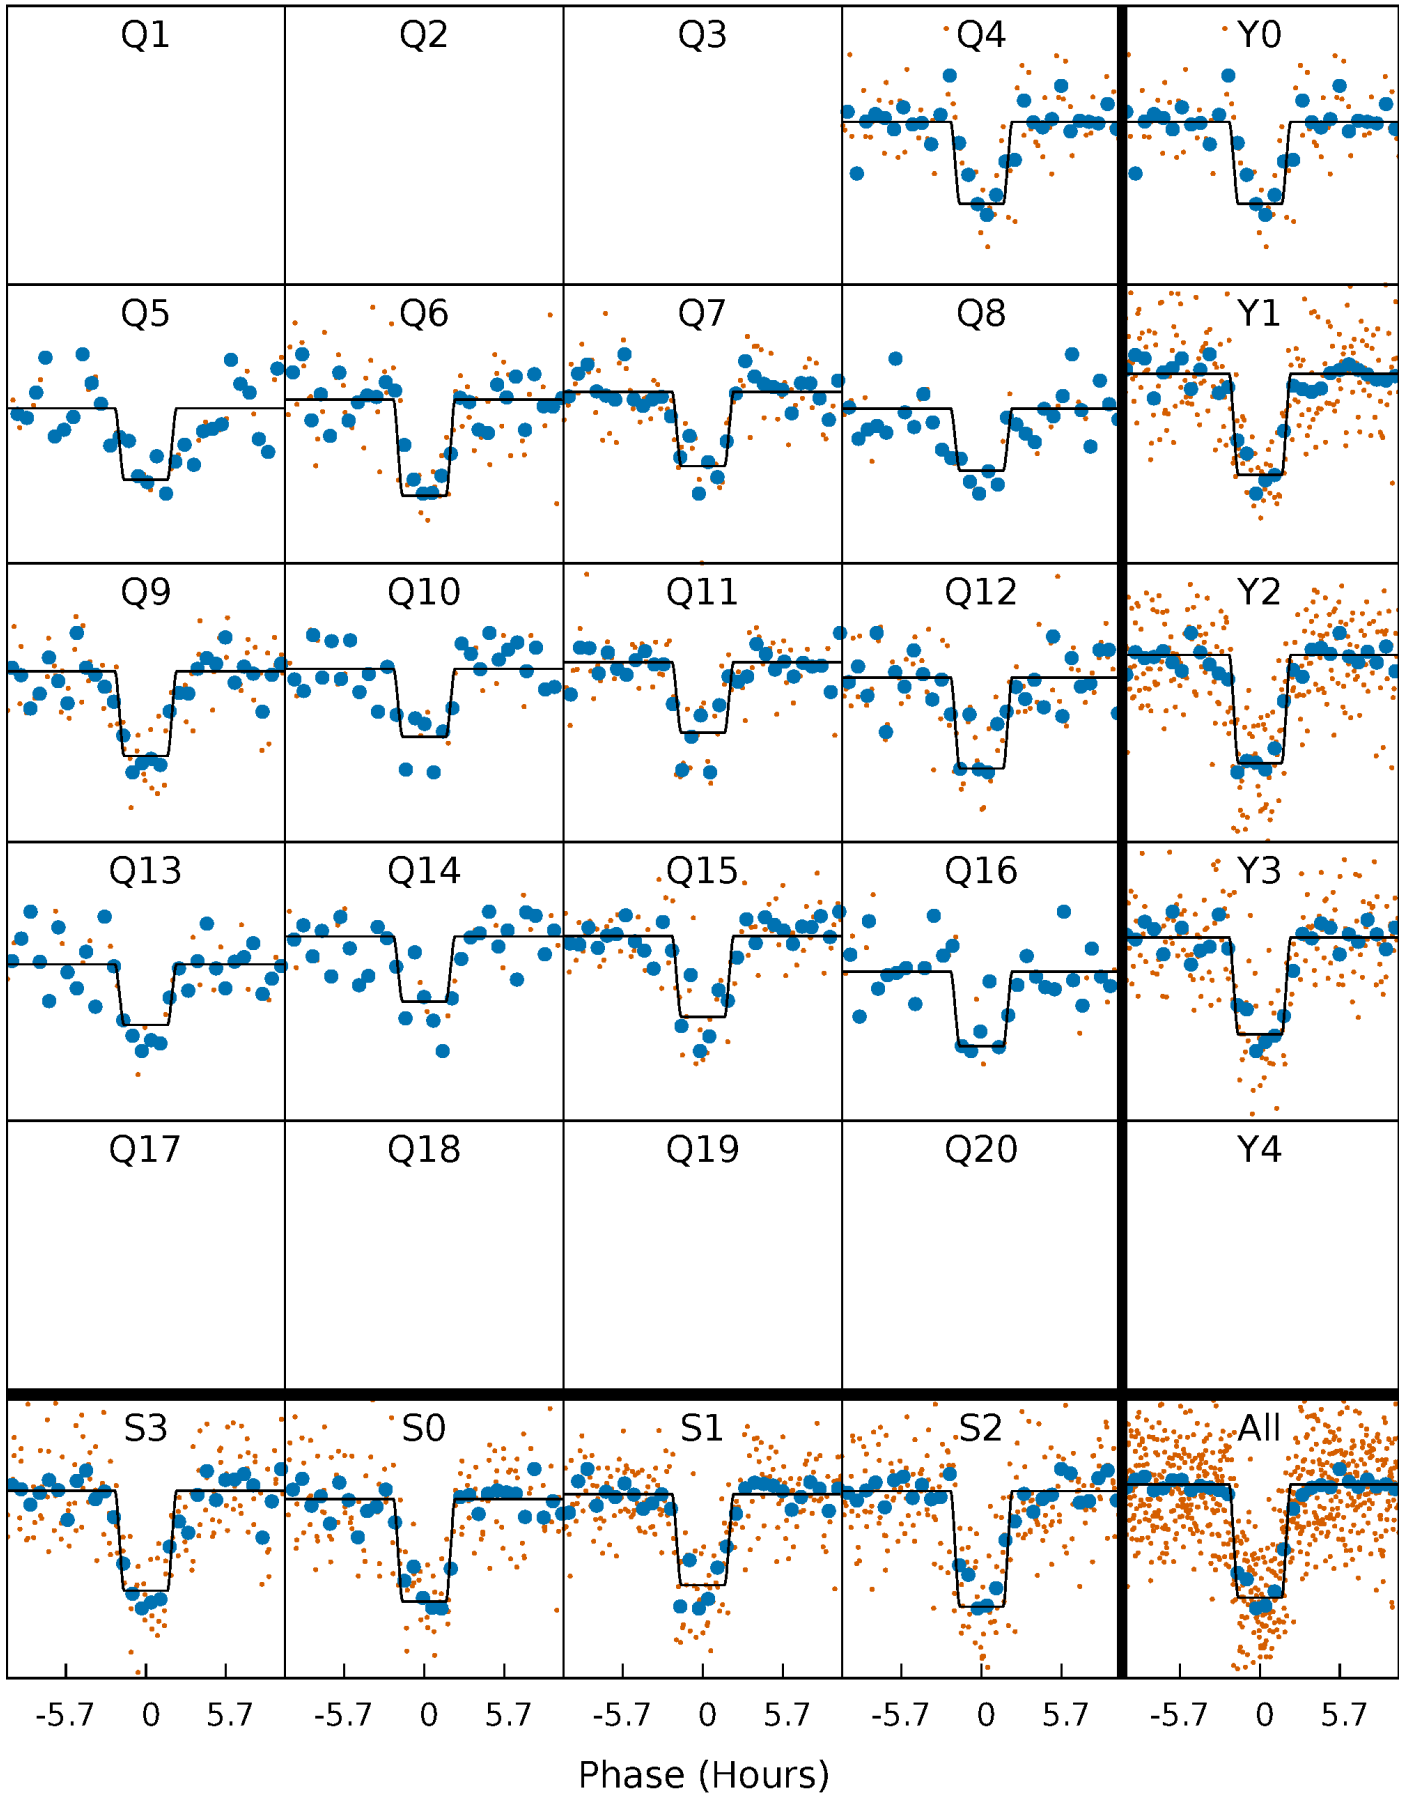 Q1 Q2 Q3 Q4 Y0
Q5 Q6 Q7 Q8 Y1
Q9 Q10 Q11 Q12 Y2
Q13 Q14 Q15 Q16 Y3
Q17 Q18 Q19 Q20 Y4
S3 S0 S1 S2 All
-5.7 0 5.7 -5.7 0 5.7 -5.7 0 5.7 -5.7 0 5.7 -5.7 0 5.7
Phase (Hours)